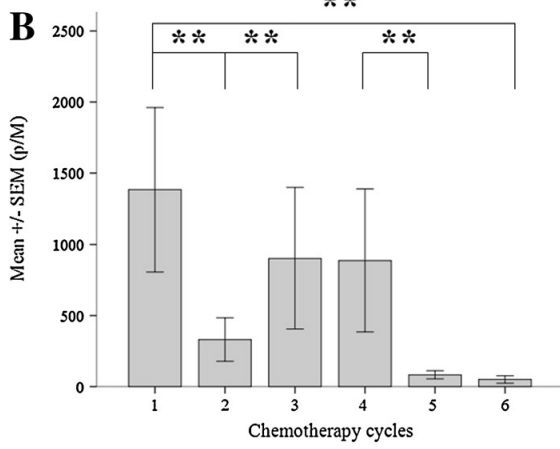 B
**
** ** **
Mean +/- SEM (p/M)
2500
2000
1500
1000
500
0
1 2 3 4 5 6
Chemotherapy cycles